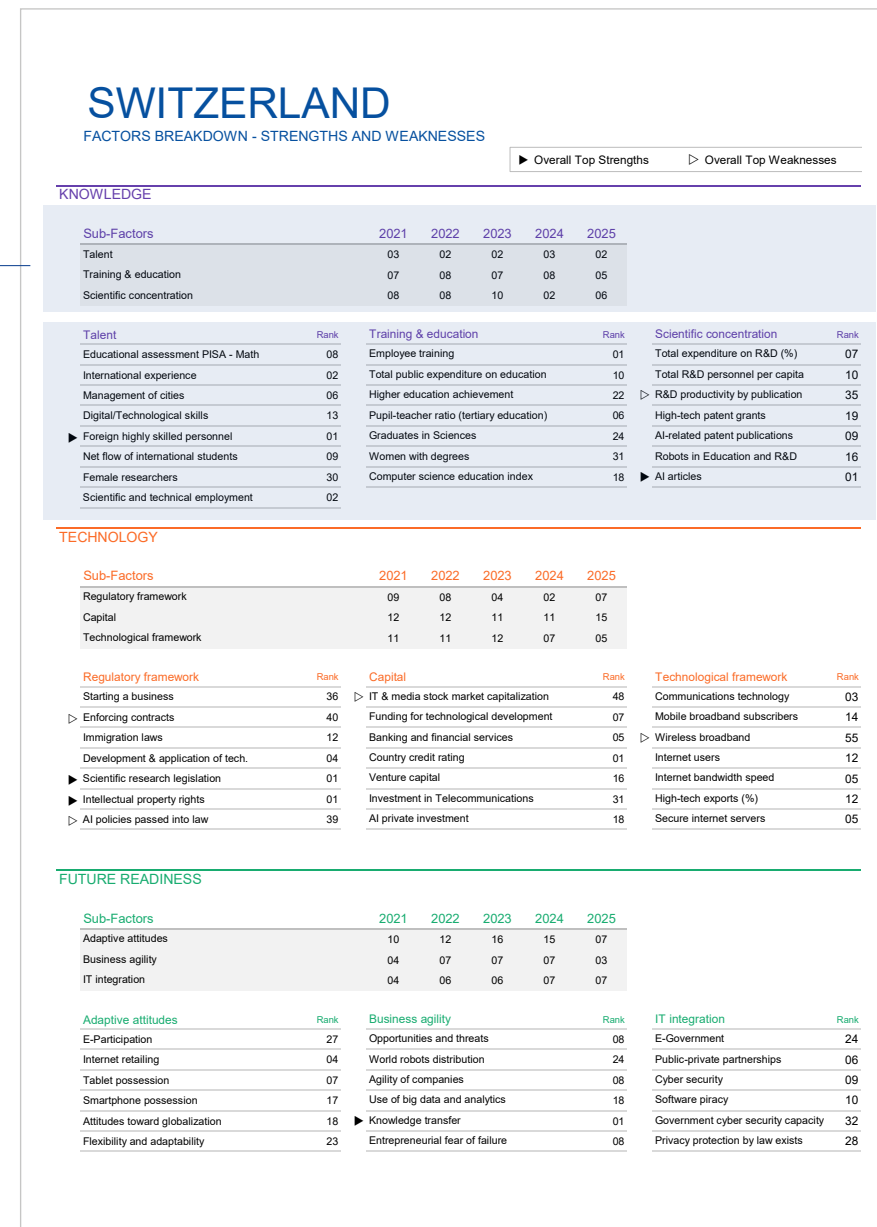 SWITZERLAND
FACTORS BREAKDOWN - STRENGTHS AND WEAKNESSES
▶ Overall Top Strengths ▷ Overall Top Weaknesses
KNOWLEDGE
Sub-Factors 2021 2022 2023 2024 2025
Talent 03 02 02 03 02
Training & education 07 08 07 08 05
Scientific concentration 08 08 10 02 06
Talent Rank
Educational assessment PISA - Math 08
International experience 02
Management of cities 06
Digital/Technological skills 13
▶ Foreign highly skilled personnel 01
Net flow of international students 09
Female researchers 30
Scientific and technical employment 02
Training & education Rank
Employee training 01
Total public expenditure on education 10
Higher education achievement 22
Pupil-teacher ratio (tertiary education) 06
Graduates in Sciences 24
Women with degrees 31
Computer science education index 18
Scientific concentration Rank
Total expenditure on R&D (%) 07
Total R&D personnel per capita 10
▷ R&D productivity by publication 35
High-tech patent grants 19
AI-related patent publications 09
Robots in Education and R&D 16
▶ AI articles 01
TECHNOLOGY
Sub-Factors 2021 2022 2023 2024 2025
Regulatory framework 09 08 04 02 07
Capital 12 12 11 11 15
Technological framework 11 11 12 07 05
Regulatory framework Rank
Starting a business 36
▷ Enforcing contracts 40
Immigration laws 12
Development & application of tech. 04
▶ Scientific research legislation 01
▶ Intellectual property rights 01
▷ AI policies passed into law 39
Capital Rank
▷ IT & media stock market capitalization 48
Funding for technological development 07
Banking and financial services 05
Country credit rating 01
Venture capital 16
Investment in Telecommunications 31
AI private investment 18
Technological framework Rank
Communications technology 03
Mobile broadband subscribers 14
▷ Wireless broadband 55
Internet users 12
Internet bandwidth speed 05
High-tech exports (%) 12
Secure internet servers 05
FUTURE READINESS
Sub-Factors 2021 2022 2023 2024 2025
Adaptive attitudes 10 12 16 15 07
Business agility 04 07 07 07 03
IT integration 04 06 06 07 07
Adaptive attitudes Rank
E-Participation 27
Internet retailing 04
Tablet possession 07
Smartphone possession 17
Attitudes toward globalization 18
Flexibility and adaptability 23
Business agility Rank
Opportunities and threats 08
World robots distribution 24
Agility of companies 08
Use of big data and analytics 18
▶ Knowledge transfer 01
Entrepreneurial fear of failure 08
IT integration Rank
E-Government 24
Public-private partnerships 06
Cyber security 09
Software piracy 10
Government cyber security capacity 32
Privacy protection by law exists 28